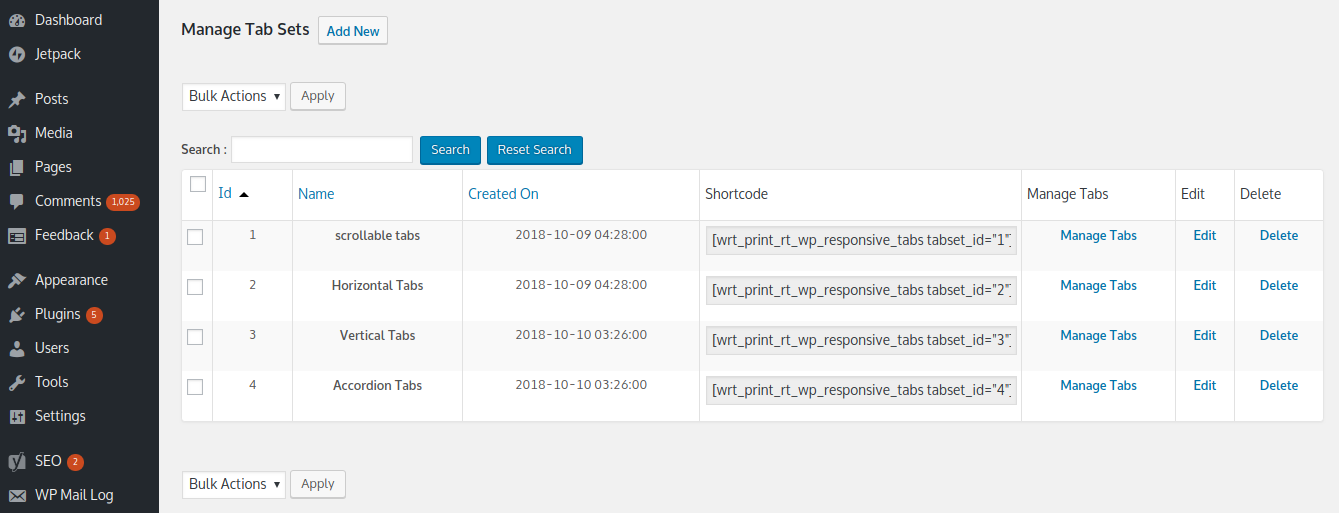 Dashboard
Jetpack
Posts
Media
Pages
Comments 1,025
Feedback 1
Appearance
Plugins 5
Users
Tools
Settings
SEO 2
WP Mail Log
Manage Tab Sets Add New
Bulk Actions Apply
Search : Search Reset Search
Id Name Created On Shortcode Manage Tabs Edit Delete
1 scrollable tabs 2018-10-09 04:28:00 [wrt_print_rt_wp_responsive_tabs tabset_id="1"] Manage Tabs Edit Delete
2 Horizontal Tabs 2018-10-09 04:28:00 [wrt_print_rt_wp_responsive_tabs tabset_id="2"] Manage Tabs Edit Delete
3 Vertical Tabs 2018-10-10 03:26:00 [wrt_print_rt_wp_responsive_tabs tabset_id="3"] Manage Tabs Edit Delete
4 Accordion Tabs 2018-10-10 03:26:00 [wrt_print_rt_wp_responsive_tabs tabset_id="4"] Manage Tabs Edit Delete
Bulk Actions Apply